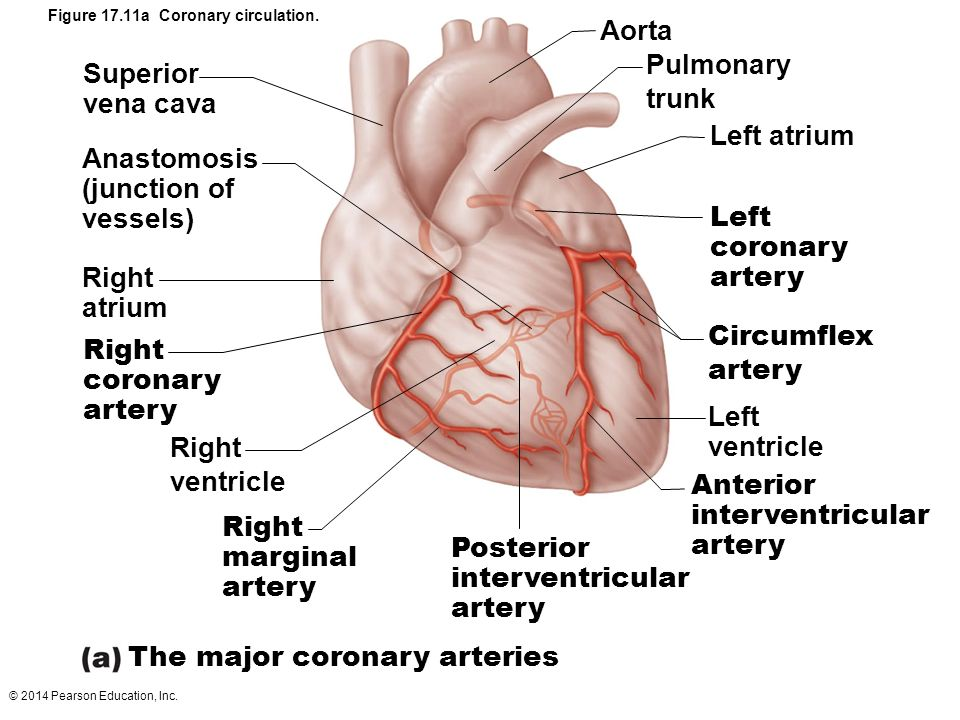 Figure 17.11a Coronary circulation.
Aorta
Pulmonary
trunk
Superior
vena cava
Left atrium
Anastomosis
(junction of
vessels)
Left
coronary
artery
Right
atrium
Circumflex
artery
Right
coronary
artery
Left
ventricle
Right
ventricle
Anterior
interventricular
artery
Right
marginal
artery
Posterior
interventricular
artery
(a) The major coronary arteries
© 2014 Pearson Education, Inc.